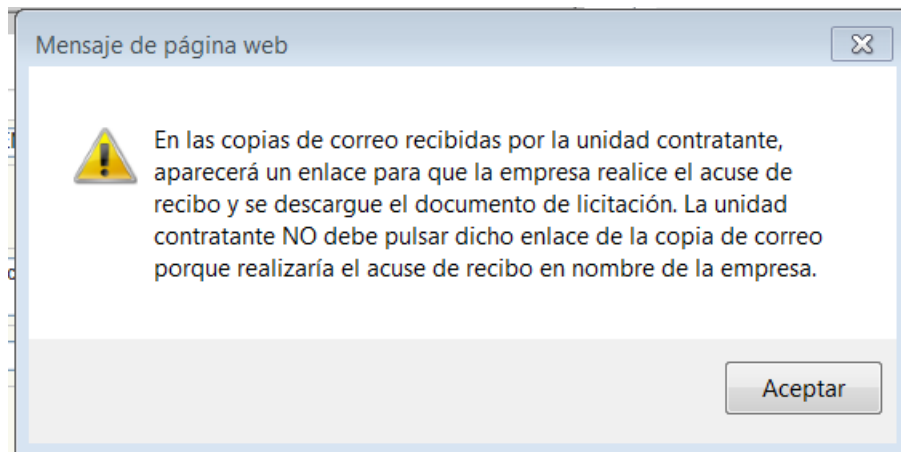 Mensaje de página web
En las copias de correo recibidas por la unidad contratante,
aparecerá un enlace para que la empresa realice el acuse de
recibo y se descargue el documento de licitación. La unidad
contratante NO debe pulsar dicho enlace de la copia de correo
porque realizaría el acuse de recibo en nombre de la empresa.
Aceptar